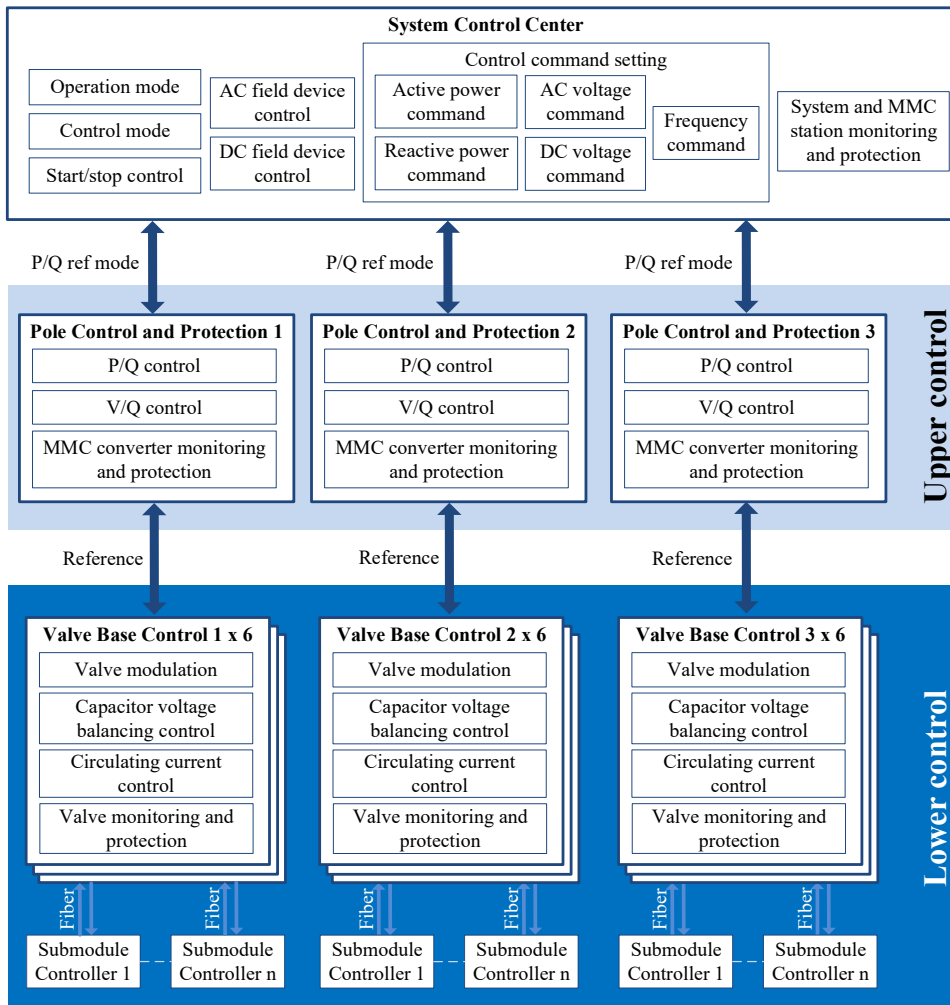 System Control Center
Operation mode
Control mode
Start/stop control
AC field device
control
DC field device
control
Control command setting
Active power
command
Reactive power
command
AC voltage
command
DC voltage
command
Frequency
command
System and MMC
station monitoring
and protection
P/Q ref mode
P/Q ref mode
P/Q ref mode
Upper control
Pole Control and Protection 1
P/Q control
V/Q control
MMC converter monitoring
and protection
Pole Control and Protection 2
P/Q control
V/Q control
MMC converter monitoring
and protection
Pole Control and Protection 3
P/Q control
V/Q control
MMC converter monitoring
and protection
Reference
Reference
Reference
Lower control
Valve Base Control 1 x 6
Valve modulation
Capacitor voltage
balancing control
Circulating current
control
Valve monitoring and
protection
Valve Base Control 2 x 6
Valve modulation
Capacitor voltage
balancing control
Circulating current
control
Valve monitoring and
protection
Valve Base Control 3 x 6
Valve modulation
Capacitor voltage
balancing control
Circulating current
control
Valve monitoring and
protection
Fiber
Fiber
Fiber
Fiber
Fiber
Fiber
Submodule
Controller 1
Submodule
Controller n
Submodule
Controller 1
Submodule
Controller n
Submodule
Controller 1
Submodule
Controller n